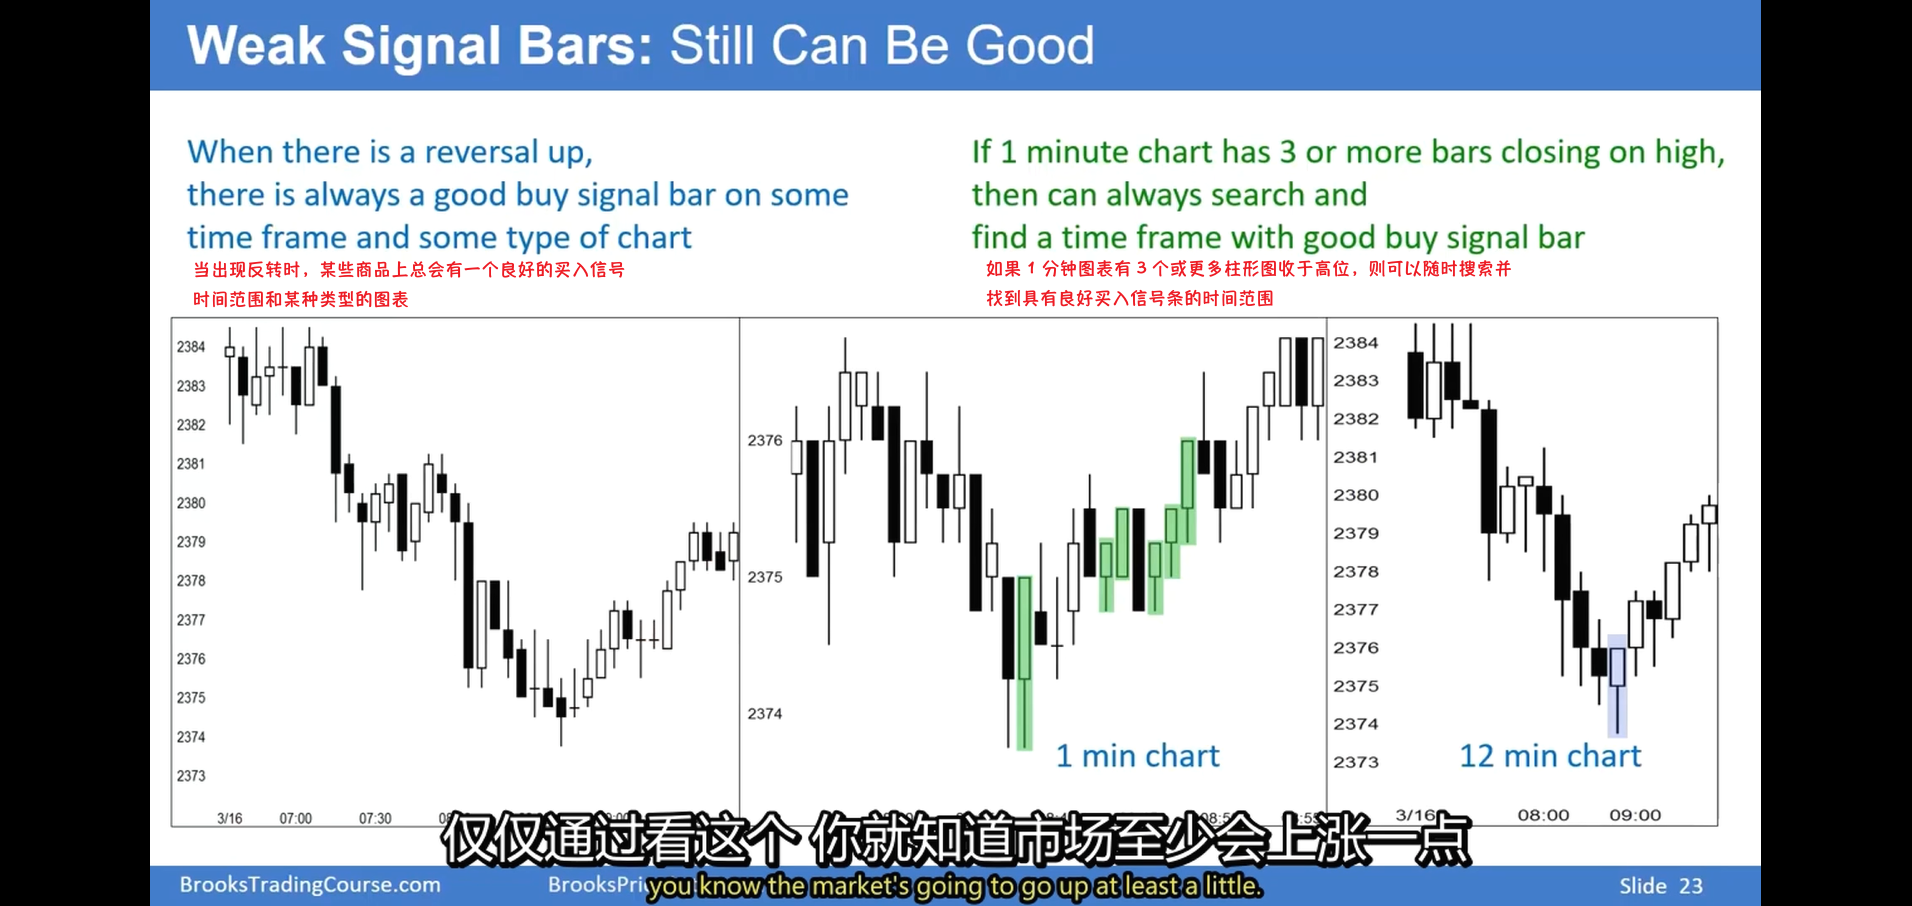 Weak Signal Bars: Still Can Be Good
When there is a reversal up,
there is always a good buy signal bar on some
time frame and some type of chart
当出现反转时，某些商品上总会有一个良好的买入信号
时间范围和某种类型的图表
If 1 minute chart has 3 or more bars closing on high,
then can always search and
find a time frame with good buy signal bar
如果 1 分钟图表有 3 个或更多柱形图收于高位，则可以随时搜索并
找到具有良好买入信号条的时间范围
2384
2383
2382
2381
2380
2379
2378
2377
2376
2375
2374
2373
3/16 07:00 07:30
2376
2375
2374
1 min chart
2384
2383
2382
2381
2380
2379
2378
2377
2376
2375
2374
2373
12 min chart
3/16 08:00 09:00
仅仅通过看这个 你就知道市场至少会上涨一点
you know the market's going to go up at least a little.
BrooksTradingCourse.com
Slide 23